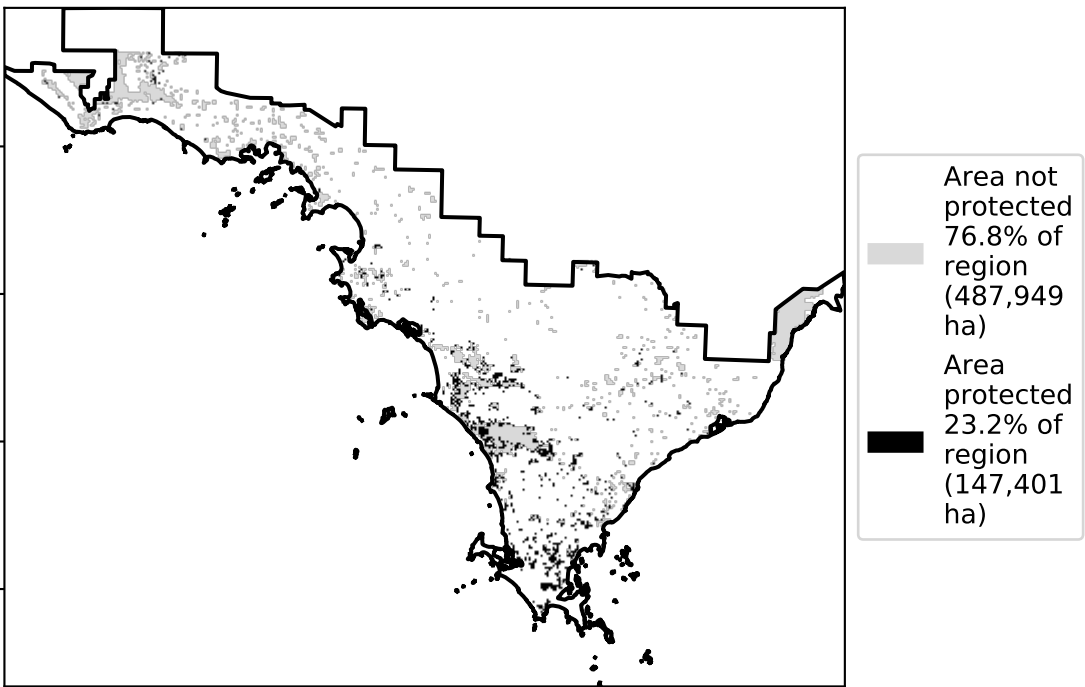 Area not
protected
76.8% of
region
(487,949
ha)
Area
protected
23.2% of
region
(147,401
ha)